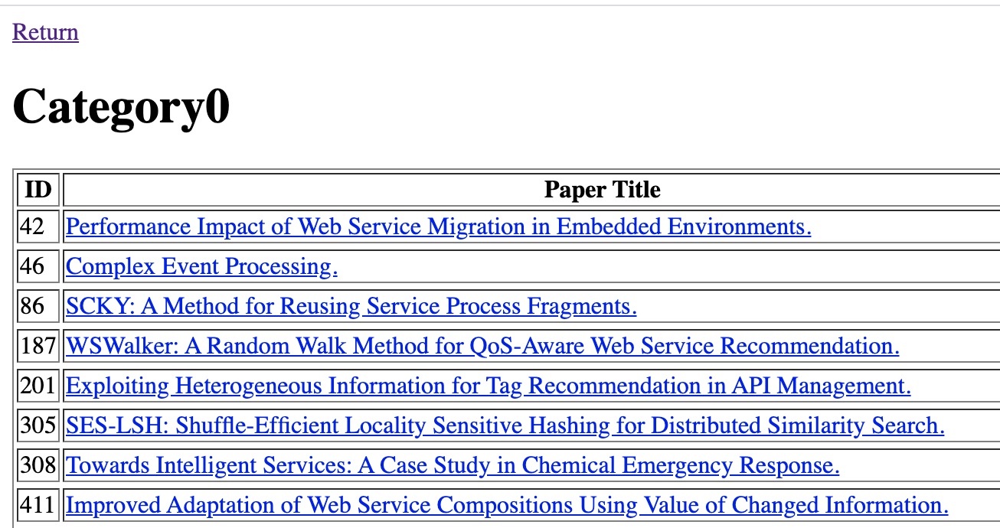 Return
Category0
ID Paper Title
42 Performance Impact of Web Service Migration in Embedded Environments.
46 Complex Event Processing.
86 SCKY: A Method for Reusing Service Process Fragments.
187 WSWalker: A Random Walk Method for QoS-Aware Web Service Recommendation.
201 Exploiting Heterogeneous Information for Tag Recommendation in API Management.
305 SES-LSH: Shuffle-Efficient Locality Sensitive Hashing for Distributed Similarity Search.
308 Towards Intelligent Services: A Case Study in Chemical Emergency Response.
411 Improved Adaptation of Web Service Compositions Using Value of Changed Information.